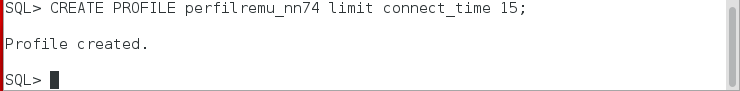 SQL> CREATE PROFILE perfilremu_nn74 limit connect_time 15;
Profile created.
SQL>